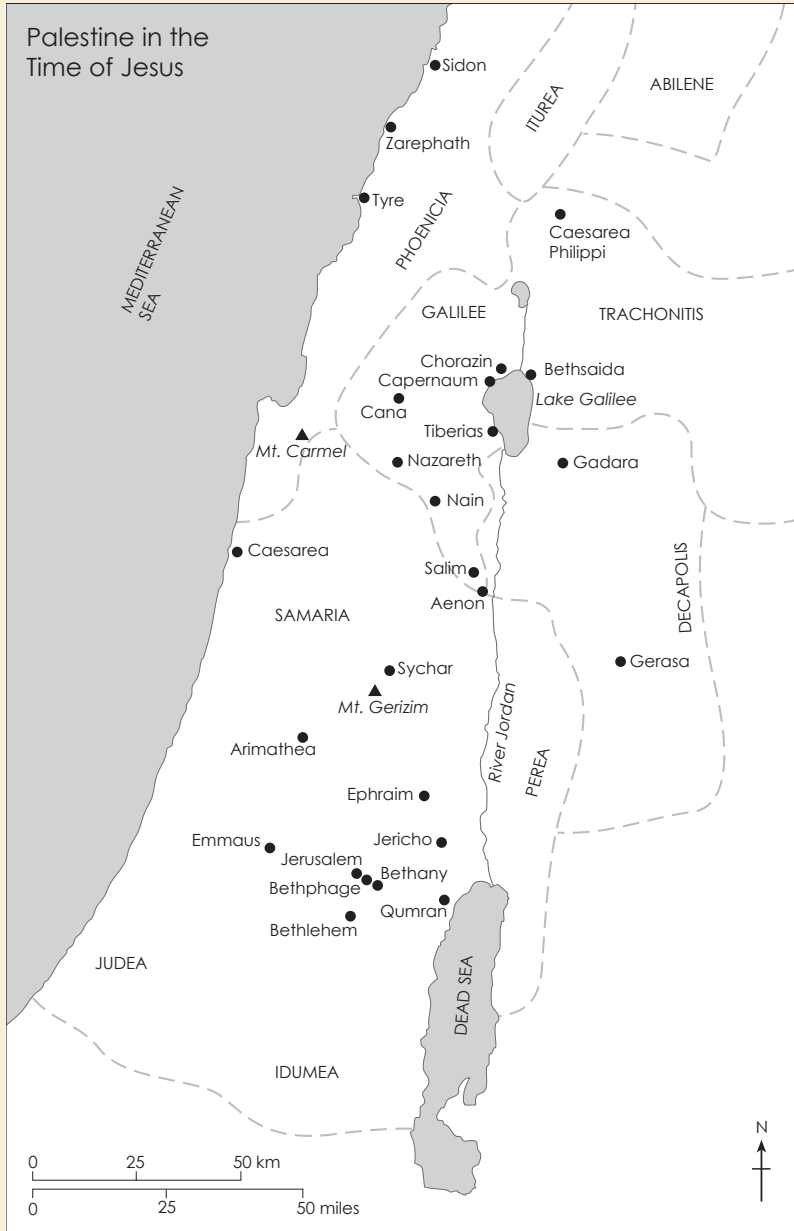 Palestine in the
Time of Jesus
Sidon
ITUREA
ABILENE
Zarephath
Tyre
PHOENICIA
MEDITERRANEAN
SEA
Caesarea
Philippi
GALILEE
TRACHONITIS
Chorazin
Bethsaida
Capernaum
Lake Galilee
Cana
Tiberias
Mt. Carmel
Nazareth
Gadara
Nain
Caesarea
Salim
DECAPOLIS
Aenon
SAMARIA
Sychar
Gerasa
Mt. Gerizim
River Jordan
Arimathea
PEREA
Ephraim
Emmaus
Jericho
Jerusalem
Bethany
Bethphage
Qumran
Bethlehem
JUDEA
DEAD SEA
IDUMEA
N
0 25 50 km
0 25 50 miles